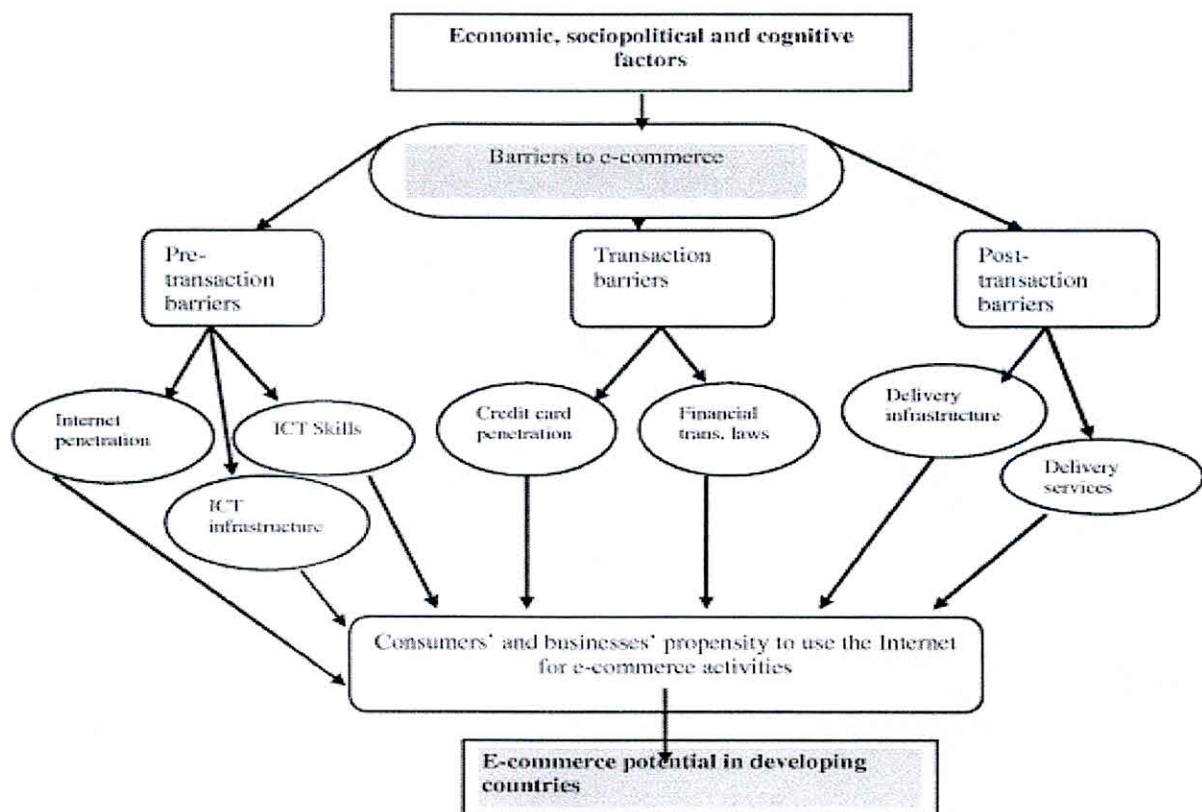 Economic, sociopolitical and cognitive
factors
Barriers to e-commerce
Pre-
transaction
barriers
Transaction
barriers
Post-
transaction
barriers
Internet
penetration
ICT Skills
ICT
infrastructure
Credit card
penetration
Financial
trans. laws
Delivery
infrastructure
Delivery
services
Consumers' and businesses' propensity to use the Internet
for e-commerce activities
E-commerce potential in developing
countries